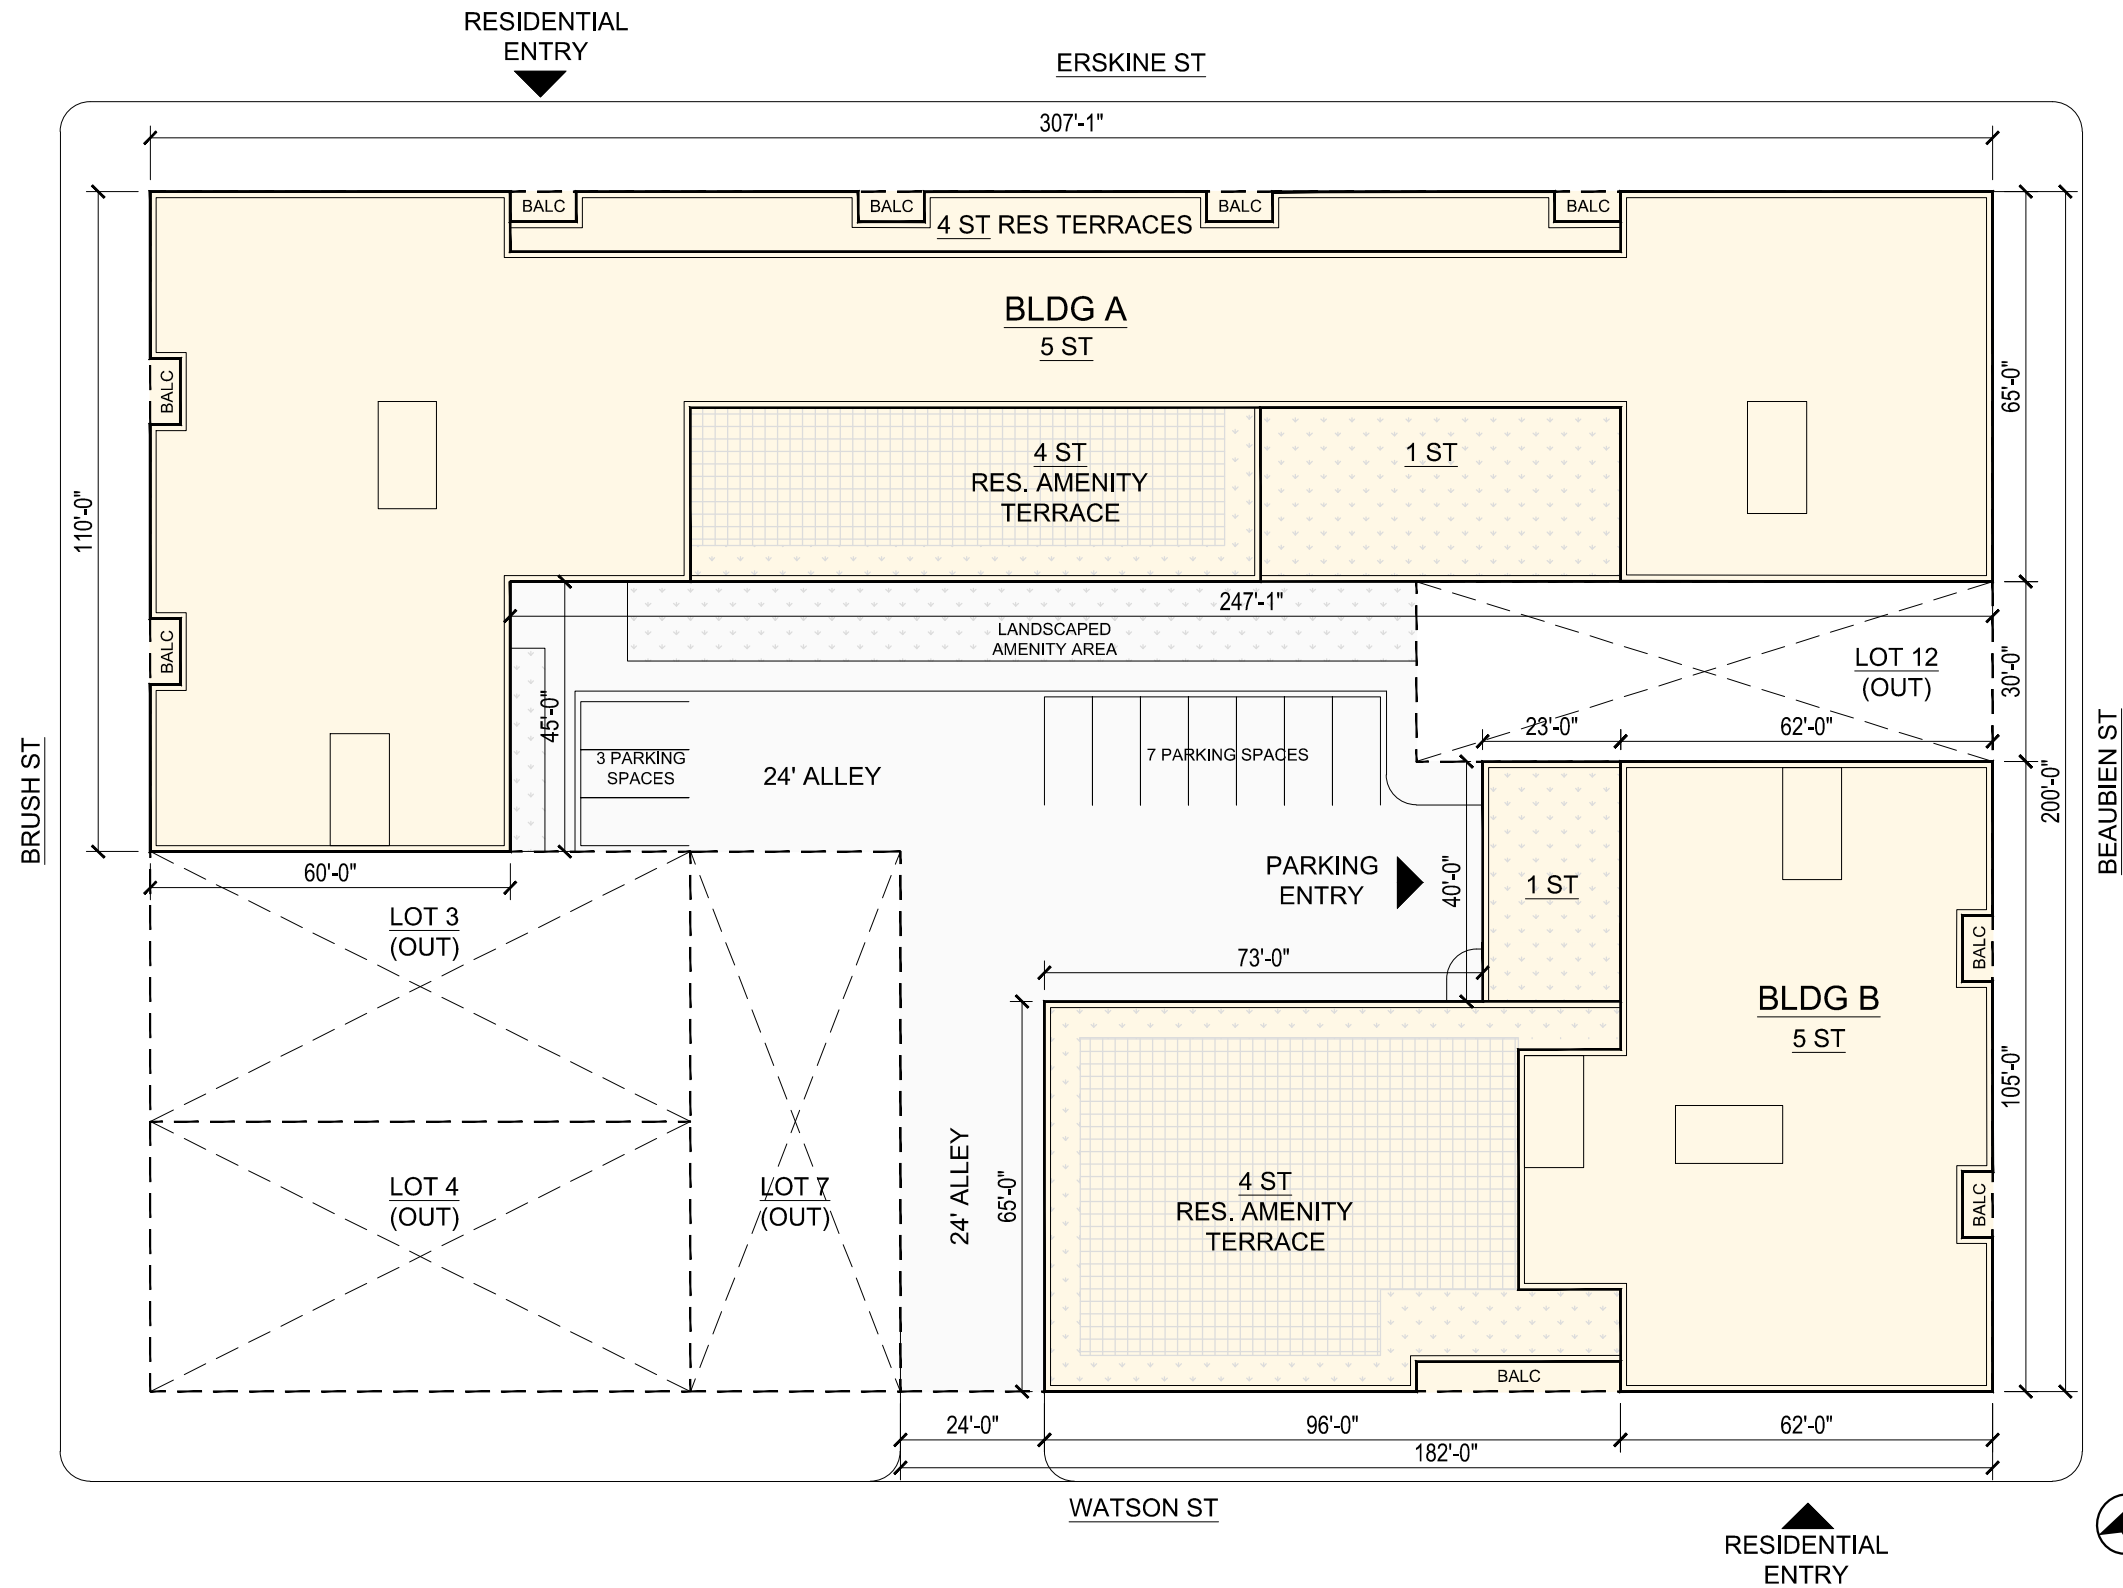 RESIDENTIAL
ENTRY
ERSKINE ST
307'-1"
BALC
BALC
BALC
BALC
4 ST RES TERRACES
BLDG A
5 ST
65'-0"
BALC
110'-0"
4 ST
RES. AMENITY
TERRACE
1 ST
247'-1"
LANDSCAPED
AMENITY AREA
BALC
LOT 12
(OUT)
30'-0"
45'-0"
23'-0"
62'-0"
3 PARKING
SPACES
24' ALLEY
7 PARKING SPACES
BRUSH ST
200'-0"
BEAUBIEN ST
60'-0"
PARKING
ENTRY
40'-0"
1 ST
LOT 3
(OUT)
73'-0"
BALC
BLDG B
5 ST
105'-0"
LOT 4
(OUT)
LOT 7
(OUT)
24' ALLEY
65'-0"
4 ST
RES. AMENITY
TERRACE
BALC
BALC
24'-0"
96'-0"
62'-0"
182'-0"
WATSON ST
RESIDENTIAL
ENTRY